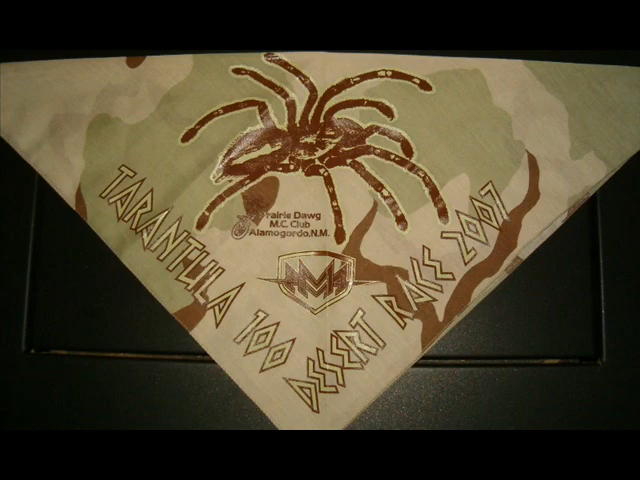 Prairie Dawg
M.C. Club
Alamogordo,N.M.
TARANTULA 100
DESERT RACE 2007